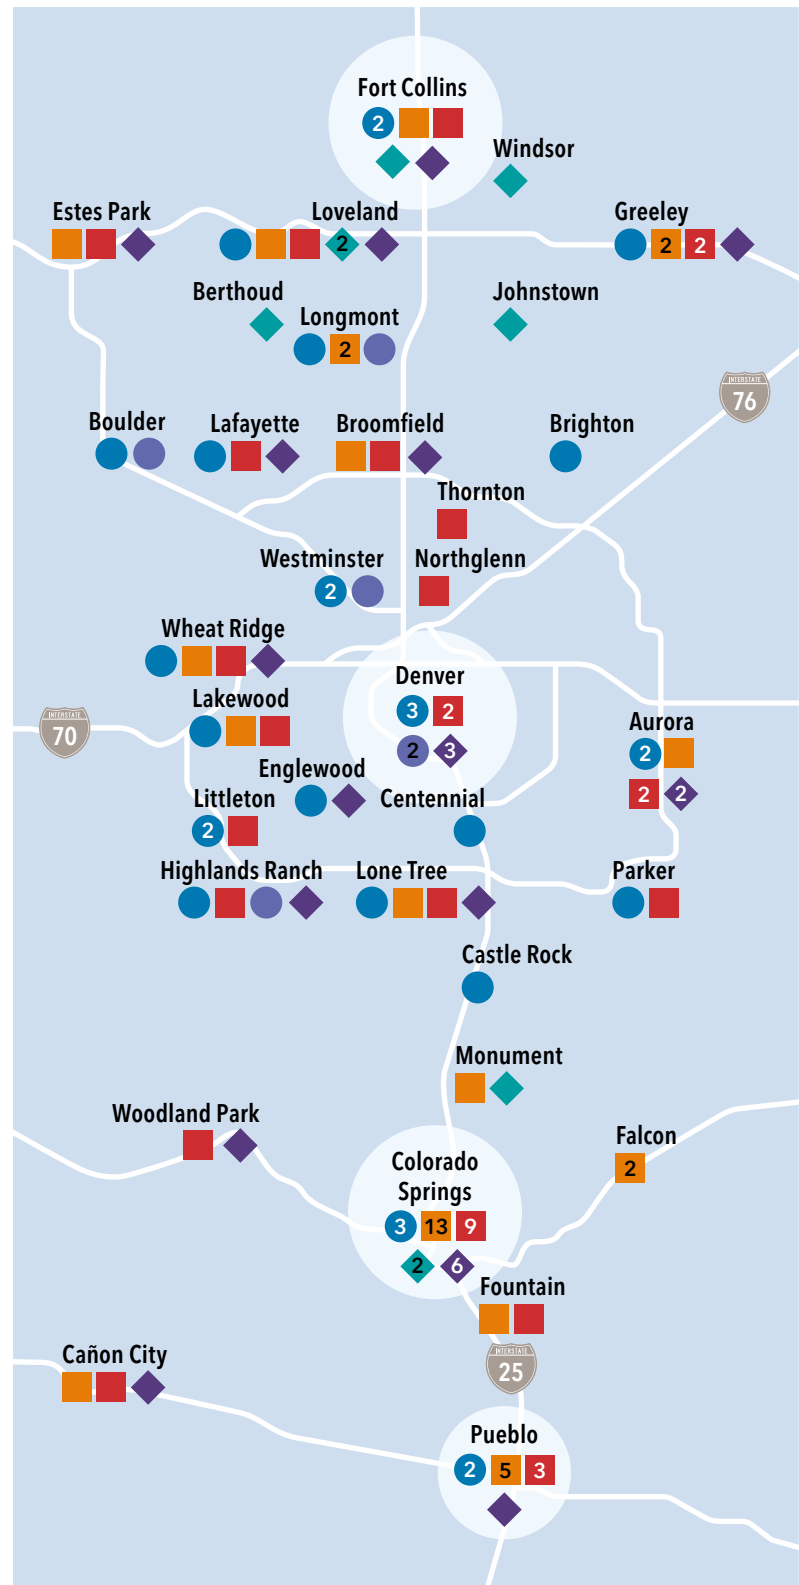 Fort Collins
2
Windsor
Estes Park
Loveland
2
Greeley
2 2
Berthoud
Johnstown
Longmont
2
INTERSTATE
76
Boulder
Lafayette
Broomfield
Brighton
Thornton
Westminster
2
Northglenn
Wheat Ridge
Denver
3 2
2 3
Lakewood
INTERSTATE
70
Aurora
2
2 2
Englewood
Littleton
2
Centennial
Highlands Ranch
Lone Tree
Parker
Castle Rock
Monument
Woodland Park
Falcon
2
Colorado
Springs
3 13 9
2 6
Fountain
INTERSTATE
25
Cañon City
Pueblo
2 5 3